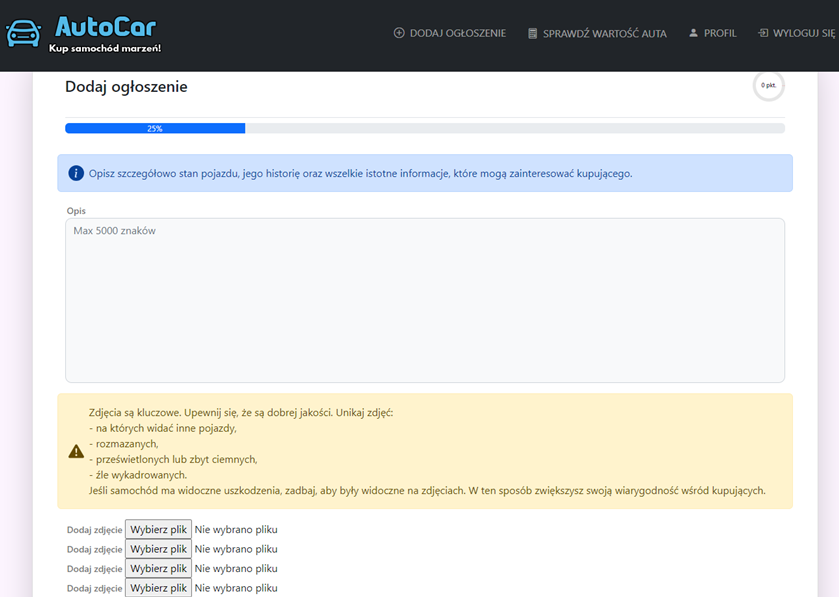 AutoCar
Kup samochód marzeń!
DODAJ OGŁOSZENIE
SPRAWDŹ WARTOŚĆ AUTA
PROFIL
WYLOGUJ SIĘ
Dodaj ogłoszenie
0 pkt.
25%
Opisz szczegółowo stan pojazdu, jego historię oraz wszelkie istotne informacje, które mogą zainteresować kupującego.
Opis
Max 5000 znaków
Zdjęcia są kluczowe. Upewnij się, że są dobrej jakości. Unikaj zdjęć:
- na których widać inne pojazdy,
- rozmazanych,
- prześwietlonych lub zbyt ciemnych,
- źle wykadrowanych.
Jeśli samochód ma widoczne uszkodzenia, zadbaj, aby były widoczne na zdjęciach. W ten sposób zwiększysz swoją wiarygodność wśród kupujących.
Dodaj zdjęcie Wybierz plik Nie wybrano pliku
Dodaj zdjęcie Wybierz plik Nie wybrano pliku
Dodaj zdjęcie Wybierz plik Nie wybrano pliku
Dodaj zdjęcie Wybierz plik Nie wybrano pliku